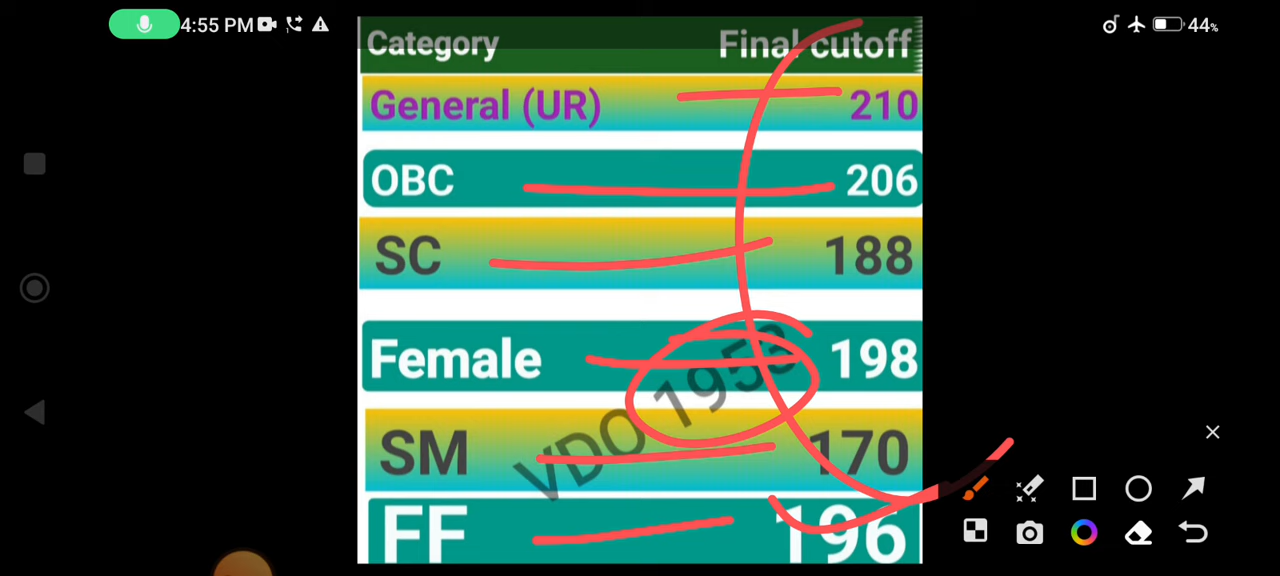 4:55 PM
44%
Category Final cutoff
General (UR) 210
OBC 206
SC 188
Female 198
VDO 1953
SM 170
FF 196